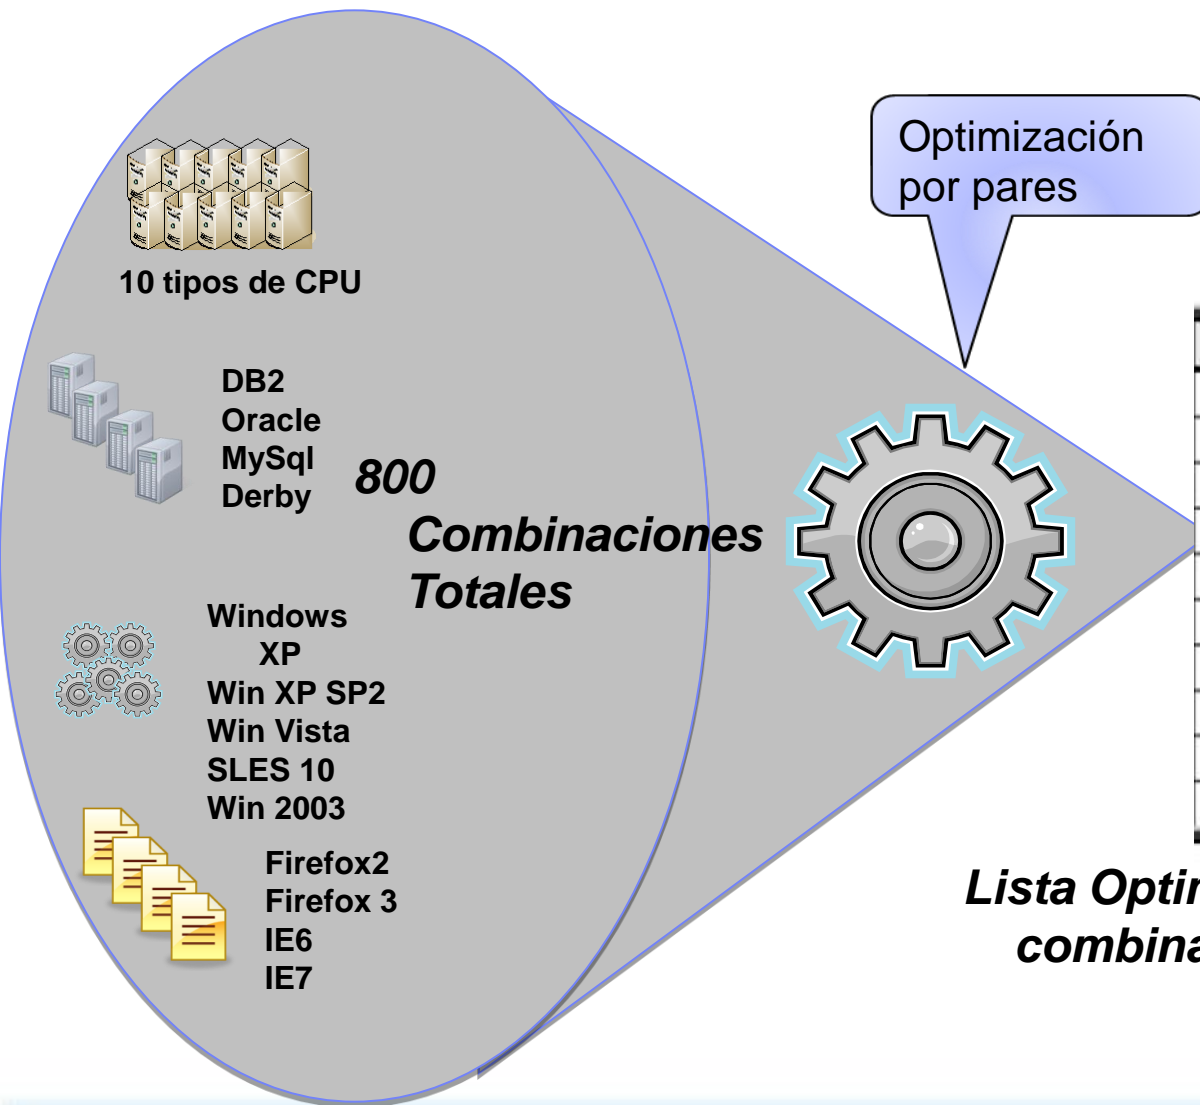 Optimización
por pares
10 tipos de CPU
DB2
Oracle
MySql
Derby
800
Combinaciones
Totales
Windows
XP
Win XP SP2
Win Vista
SLES 10
Win 2003
Firefox2
Firefox 3
IE6
IE7
Lista